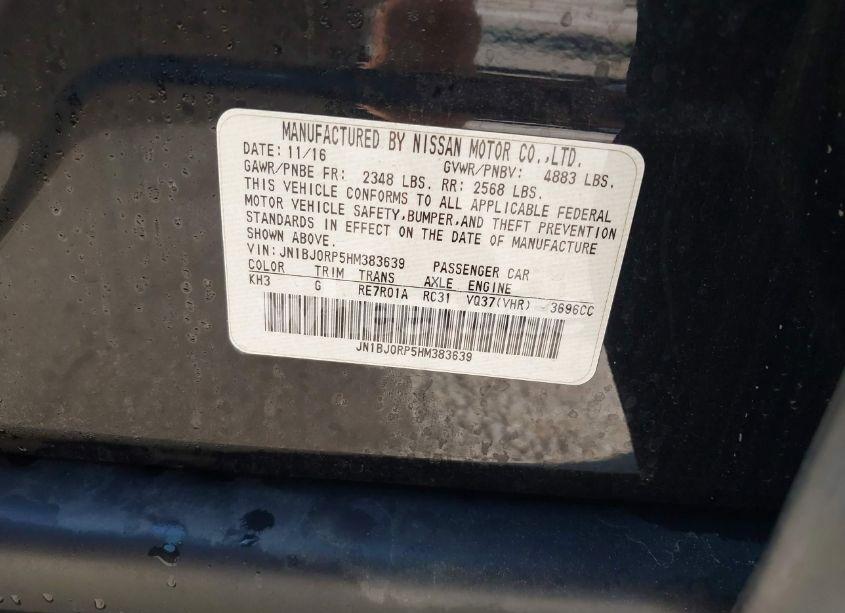 MANUFACTURED BY NISSAN MOTOR CO.,LTD.
DATE: 11/16 GVWR/PNBV: 4883 LBS.
GAWR/PNBE FR: 2348 LBS. RR: 2568 LBS.
THIS VEHICLE CONFORMS TO ALL APPLICABLE FEDERAL
MOTOR VEHICLE SAFETY,BUMPER,AND THEFT PREVENTION
STANDARDS IN EFFECT ON THE DATE OF MANUFACTURE
SHOWN ABOVE.
VIN:JN1BJ0RP5HM383639 PASSENGER CAR
COLOR TRIM TRANS AXLE ENGINE
KH3 G RE7R01A RC31 VQ37(VHR) 3696CC
JN1BJ0RP5HM383639